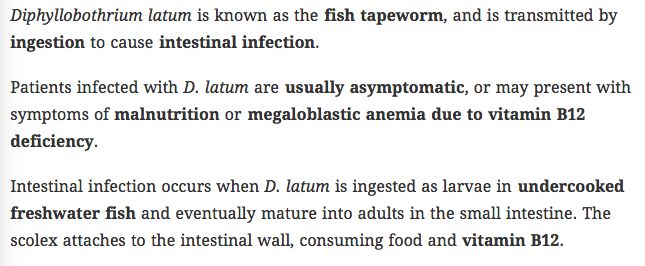 Diphyllobothrium latum is known as the fish tapeworm, and is transmitted by
ingestion to cause intestinal infection.
Patients infected with D. latum are usually asymptomatic, or may present with
symptoms of malnutrition or megaloblastic anemia due to vitamin B12
deficiency.
Intestinal infection occurs when D. latum is ingested as larvae in undercooked
freshwater fish and eventually mature into adults in the small intestine. The
scolex attaches to the intestinal wall, consuming food and vitamin B12.